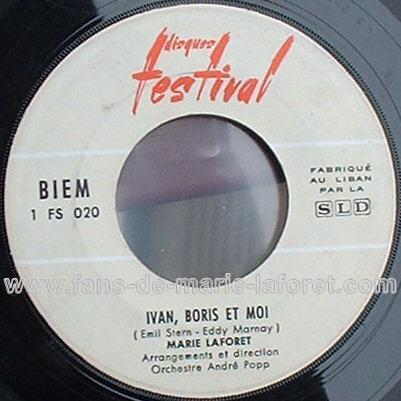 disques
festival
BIEM
1 FS 020
FABRIQUÉ
AU LIBAN
PAR LA
SLD
www.fans-de-marie-laforet.com
IVAN, BORIS ET MOI
(Emil Stern - Eddy Marnay)
MARIE LAFORET
Arrangements et direction
Orchestre André Popp